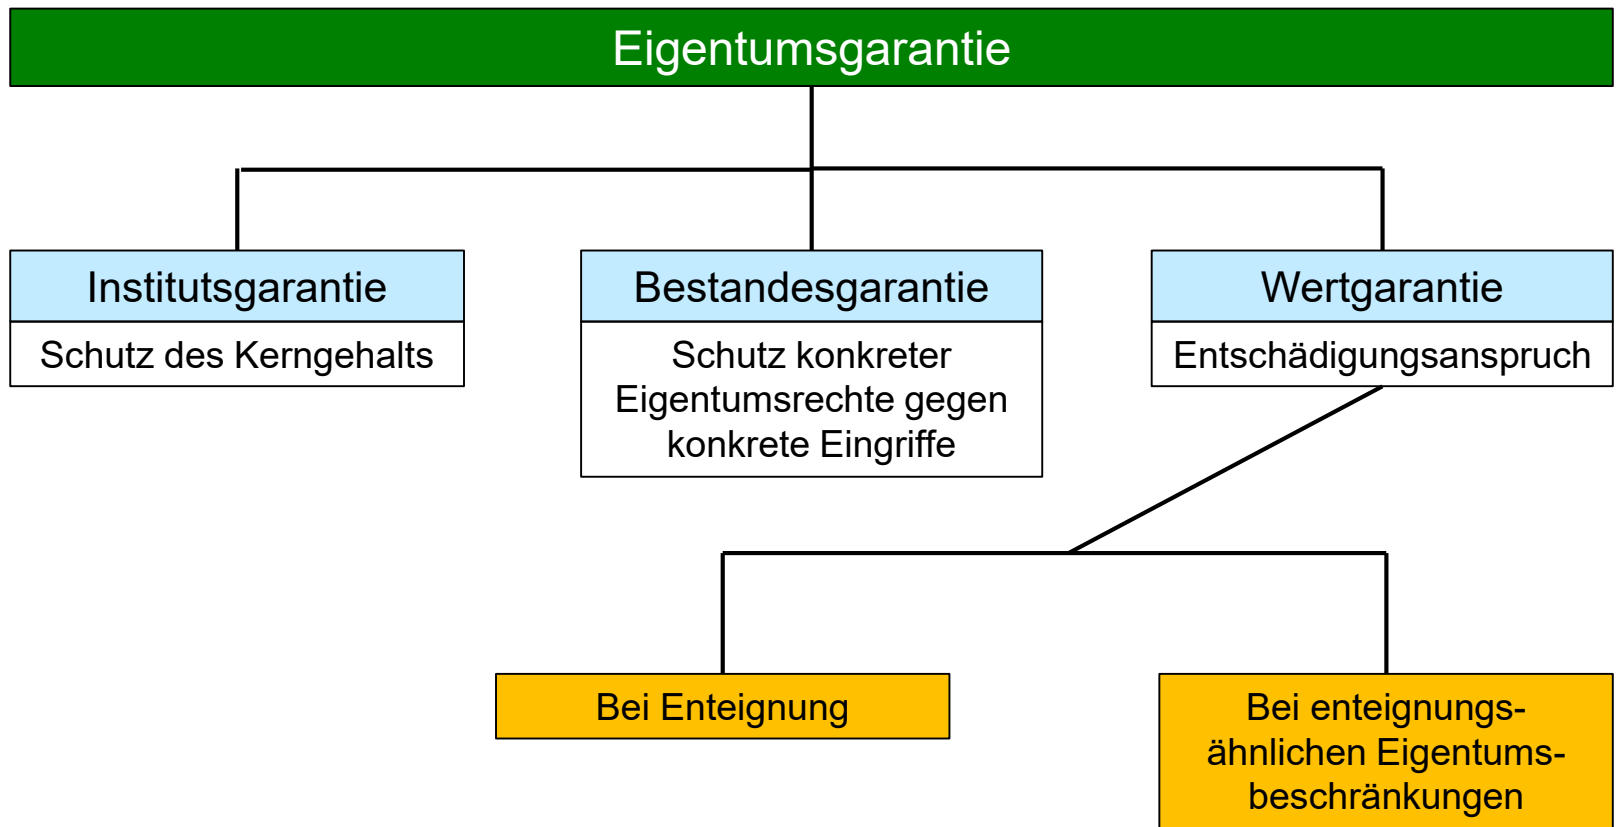 Eigentumsgarantie
Institutsgarantie
Schutz des Kerngehalts
Bestandesgarantie
Schutz konkreter
Eigentumsrechte gegen
konkrete Eingriffe
Wertgarantie
Entschädigungsanspruch
Bei Enteignung
Bei enteignungs-
ähnlichen Eigentums-
beschränkungen